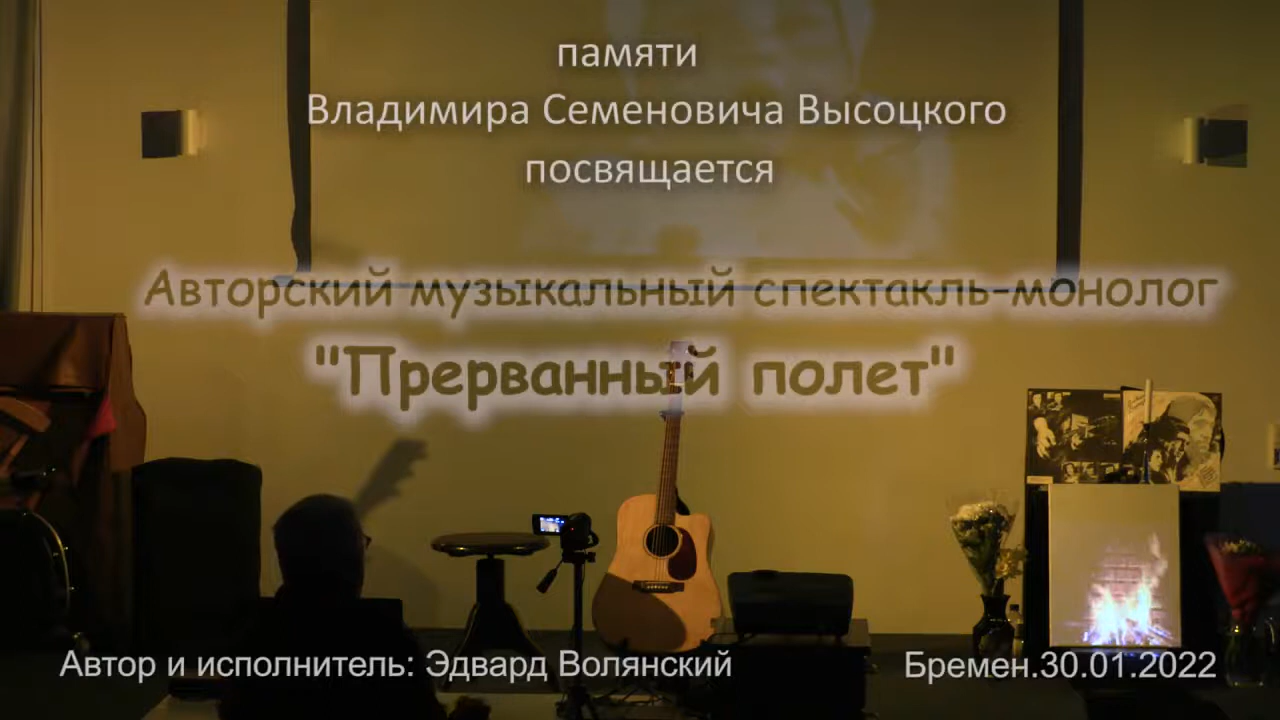 памяти
Владимира Семеновича Высоцкого
посвящается
Авторский музыкальный спектакль-монолог
"Прерванный полет"
Автор и исполнитель: Эдвард Волянский
Бремен.30.01.2022